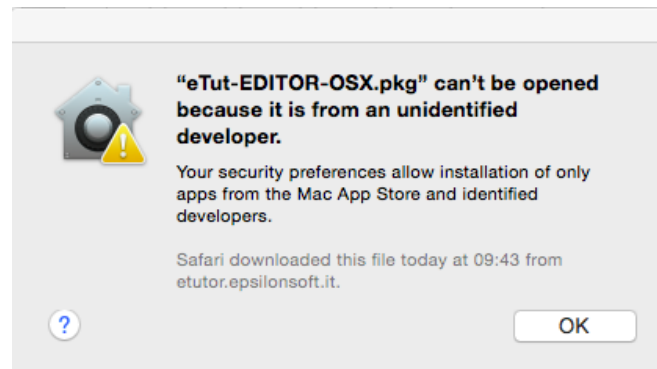 “eTut-EDITOR-OSX.pkg” can’t be opened
because it is from an unidentified
developer.
Your security preferences allow installation of only
apps from the Mac App Store and identified
developers.
Safari downloaded this file today at 09:43 from
etutor.epsilonsoft.it.
?
OK